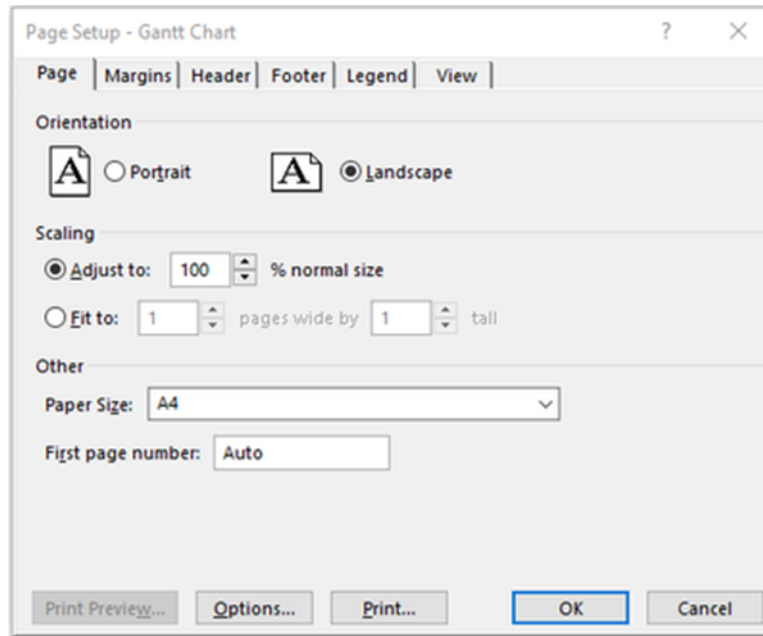 Page Setup - Gantt Chart ?
Page Margins Header Footer Legend View
Orientation
A Portrait A Landscape
Scaling
Adjust to: 100 % normal size
Fit to: 1 pages wide by 1 tall
Other
Paper Size: A4
First page number: Auto
Print Preview... Options... Print... OK Cancel